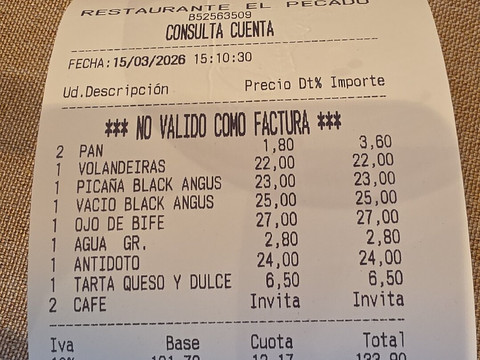 RESTAURANTE EL PECADO
B52563509
CONSULTA CUENTA
FECHA: 15/03/2026 15:10:30
Ud. Descripción Precio Dt% Importe
*** NO VALIDO COMO FACTURA ***
2 PAN 1,80 3,60
1 VOLANDEIRAS 22,00 22,00
1 PICAÑA BLACK ANGUS 23,00 23,00
1 VACIO BLACK ANGUS 25,00 25,00
1 OJO DE BIFE 27,00 27,00
1 AGUA GR. 2,80 2,80
1 ANTIDOTO 24,00 24,00
1 TARTA QUESO Y DULCE 6,50 6,50
2 CAFE Invita Invita
Iva Base Cuota Total